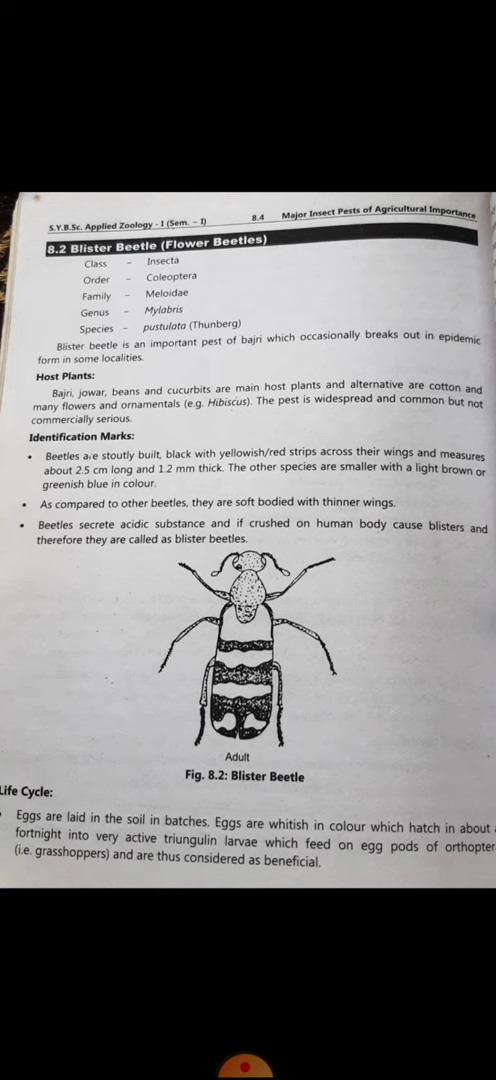 S.Y.B.Sc. Applied Zoology - I (Sem. - I) 8.4 Major Insect Pests of Agricultural Importance
8.2 Blister Beetle (Flower Beetles)
Class – Insecta
Order – Coleoptera
Family – Meloidae
Genus – Mylabris
Species – pustulata (Thunberg)
Blister beetle is an important pest of bajri which occasionally breaks out in epidemic
form in some localities.
Host Plants:
Bajri, jowar, beans and cucurbits are main host plants and alternative are cotton and
many flowers and ornamentals (e.g. Hibiscus). The pest is widespread and common but not
commercially serious.
Identification Marks:
• Beetles are stoutly built, black with yellowish/red strips across their wings and measures
about 2.5 cm long and 1.2 mm thick. The other species are smaller with a light brown or
greenish blue in colour.
• As compared to other beetles, they are soft bodied with thinner wings.
• Beetles secrete acidic substance and if crushed on human body cause blisters and
therefore they are called as blister beetles.
Adult
Fig. 8.2: Blister Beetle
Life Cycle:
Eggs are laid in the soil in batches. Eggs are whitish in colour which hatch in about
fortnight into very active triungulin larvae which feed on egg pods of orthopter
(i.e. grasshoppers) and are thus considered as beneficial.